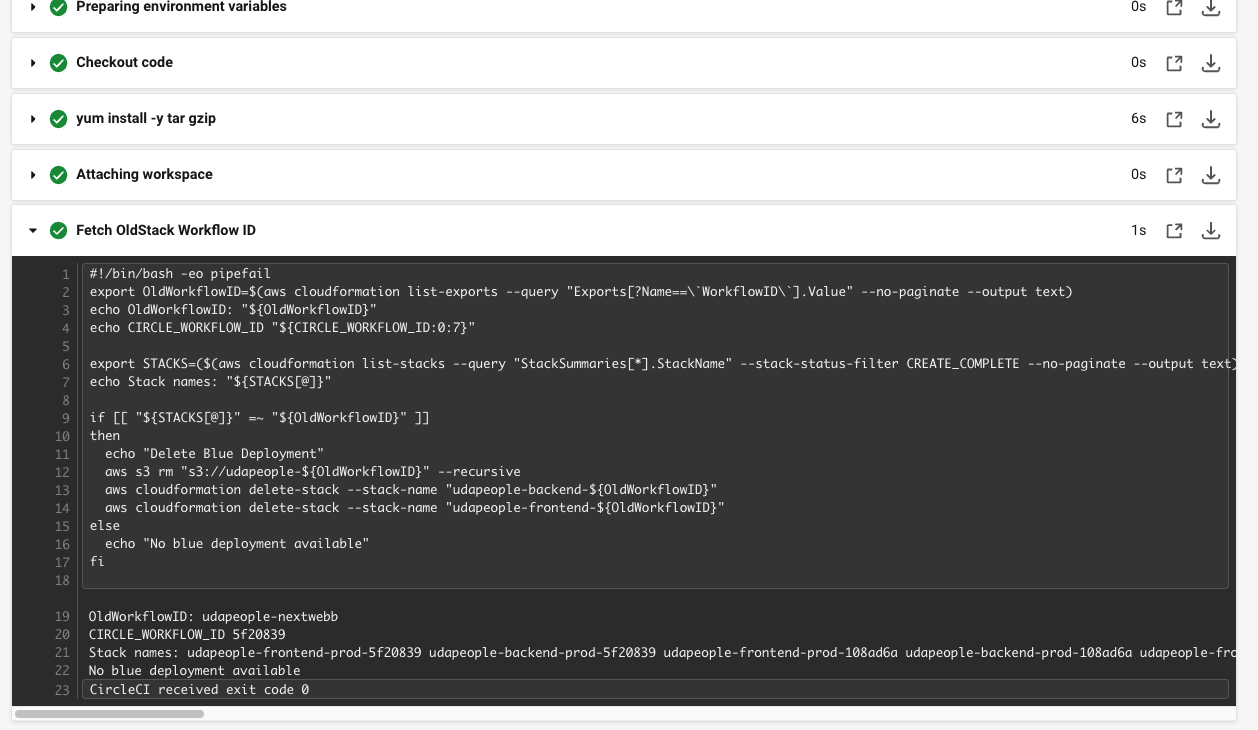 Preparing environment variables 0s
Checkout code 0s
yum install -y tar gzip 6s
Attaching workspace 0s
Fetch OldStack Workflow ID 1s
1 #!/bin/bash -eo pipefail
2 export OldWorkflowID=$(aws cloudformation list-exports --query "Exports[?Name==\`WorkflowID\`].Value" --no-paginate --output text)
3 echo OldWorkflowID: "${OldWorkflowID}"
4 echo CIRCLE_WORKFLOW_ID "${CIRCLE_WORKFLOW_ID:0:7}"
5
6 export STACKS=($(aws cloudformation list-stacks --query "StackSummaries[*].StackName" --stack-status-filter CREATE_COMPLETE --no-paginate --output text)
7 echo Stack names: "${STACKS[@]}"
8
9 if [[ "${STACKS[@]}" =~ "${OldWorkflowID}" ]]
10 then
11   echo "Delete Blue Deployment"
12   aws s3 rm "s3://udapeople-${OldWorkflowID}" --recursive
13   aws cloudformation delete-stack --stack-name "udapeople-backend-${OldWorkflowID}"
14   aws cloudformation delete-stack --stack-name "udapeople-frontend-${OldWorkflowID}"
15 else
16   echo "No blue deployment available"
17 fi
18
19 OldWorkflowID: udapeople-nextwebb
20 CIRCLE_WORKFLOW_ID 5f20839
21 Stack names: udapeople-frontend-prod-5f20839 udapeople-backend-prod-5f20839 udapeople-frontend-prod-108ad6a udapeople-backend-prod-108ad6a udapeople-fro
22 No blue deployment available
23 CircleCI received exit code 0